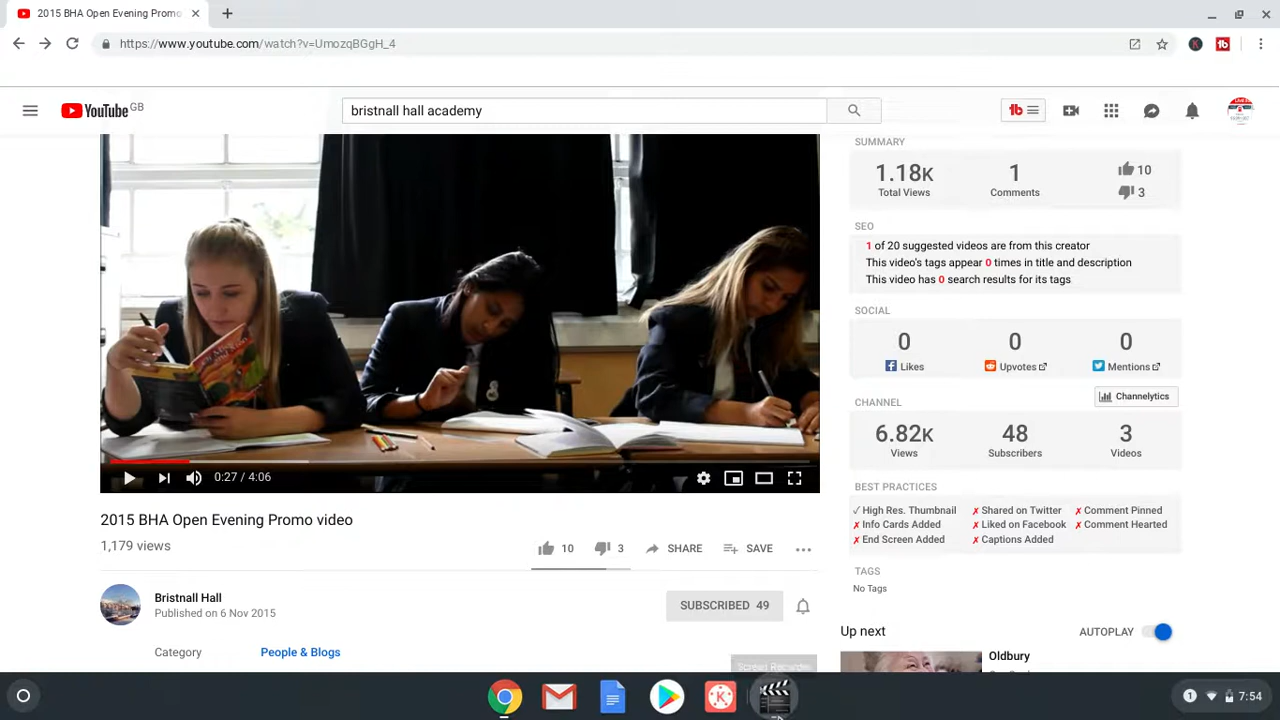 2015 BHA Open Evening Promo
https://www.youtube.com/watch?v=UmozqBGgH_4
YouTube GB
bristnall hall academy
SUMMARY
1.18K
Total Views
1
Comments
10
3
SEO
1 of 20 suggested videos are from this creator
This video's tags appear 0 times in title and description
This video has 0 search results for its tags
SOCIAL
0
Likes
0
Upvotes
0
Mentions
CHANNEL
Channelytics
6.82K
Views
48
Subscribers
3
Videos
BEST PRACTICES
✓ High Res. Thumbnail ✗ Shared on Twitter ✗ Comment Pinned
✗ Info Cards Added ✗ Liked on Facebook ✗ Comment Hearted
✗ End Screen Added ✗ Captions Added
TAGS
No Tags
0:27 / 4:06
2015 BHA Open Evening Promo video
1,179 views
10 3 SHARE SAVE
Bristnall Hall
Published on 6 Nov 2015
SUBSCRIBED 49
Category People & Blogs
Up next
AUTOPLAY
Oldbury
Screen Recorder
1 7:54